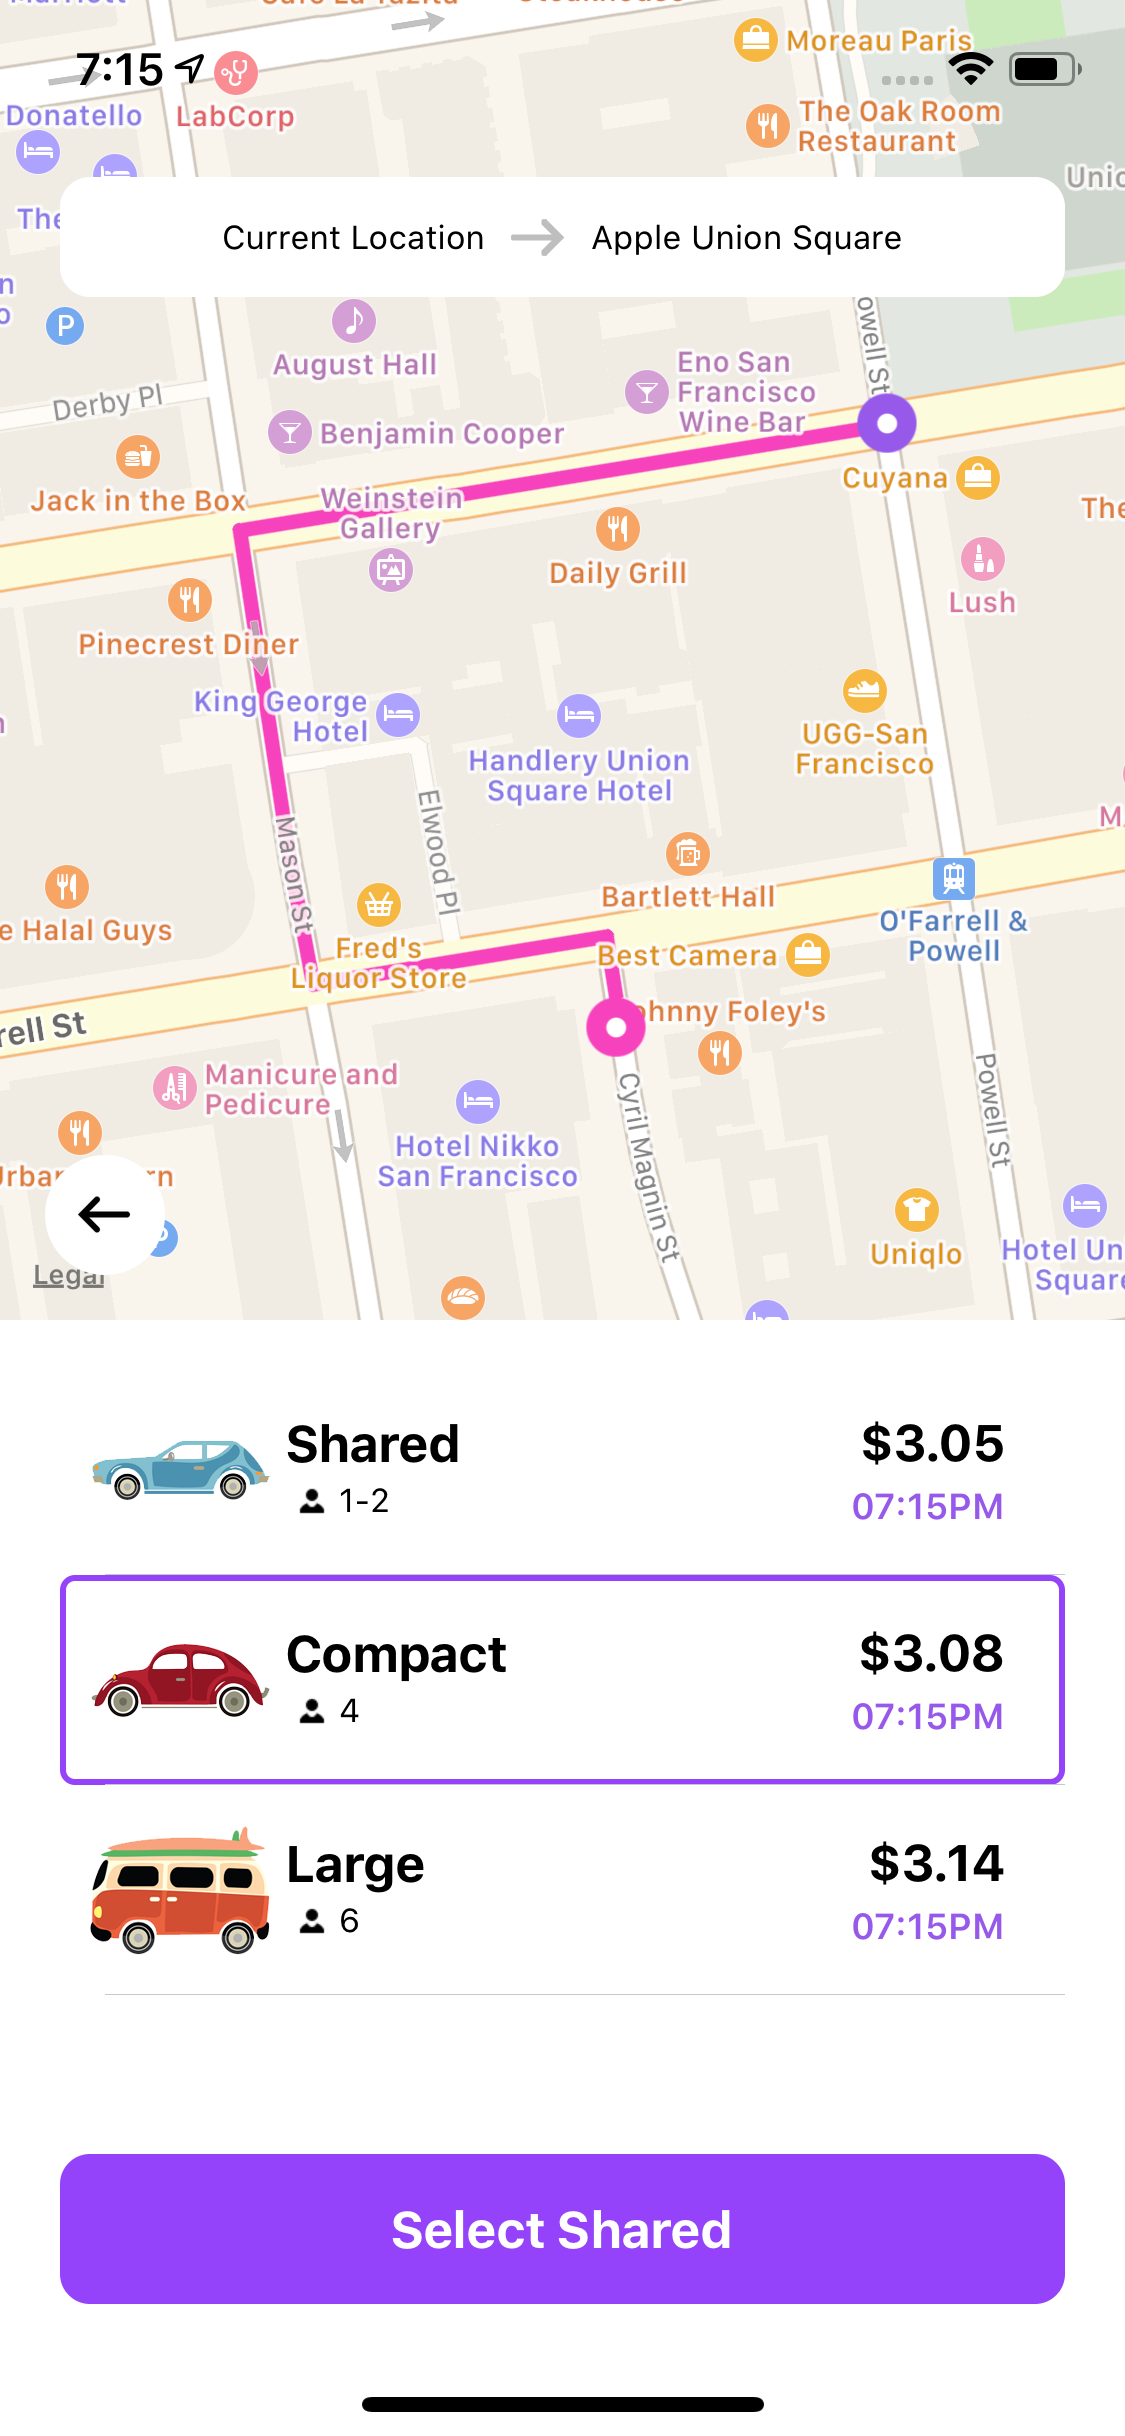 Moreau Paris
7:15
The Oak Room
Restaurant
Donatello
LabCorp
Current Location
Apple Union Square
P
August Hall
Eno San
Francisco
Wine Bar
owell St
Derby Pl
Benjamin Cooper
Cuyana
Jack in the Box
Weinstein
Gallery
The
Daily Grill
Lush
Pinecrest Diner
King George
Hotel
Handlery Union
Square Hotel
UGG-San
Francisco
Elwood Pl
Mason St
Bartlett Hall
e Halal Guys
O'Farrell &
Powell
Fred's
Liquor Store
Best Camera
ohnny Foley's
rell St
Manicure and
Pedicure
Cyril Magnin St
Powell St
Hotel Nikko
San Francisco
Uniqlo
Hotel Un
Square
Legal
Shared
$3.05
1-2
07:15PM
Compact
$3.08
4
07:15PM
Large
$3.14
6
07:15PM
Select Shared